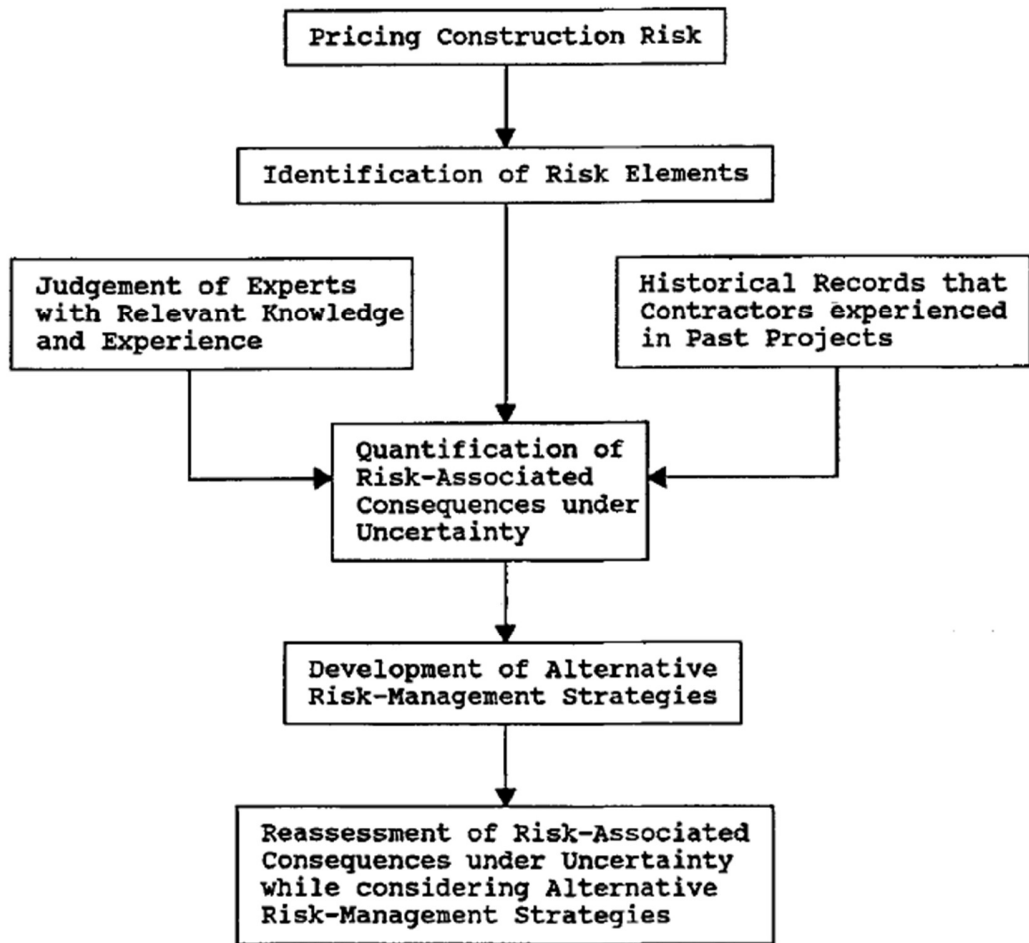 Pricing Construction Risk
Identification of Risk Elements
Judgement of Experts
with Relevant Knowledge
and Experience
Historical Records that
Contractors experienced
in Past Projects
Quantification of
Risk-Associated
Consequences under
Uncertainty
Development of Alternative
Risk-Management Strategies
Reassessment of Risk-Associated
Consequences under Uncertainty
while considering Alternative
Risk-Management Strategies